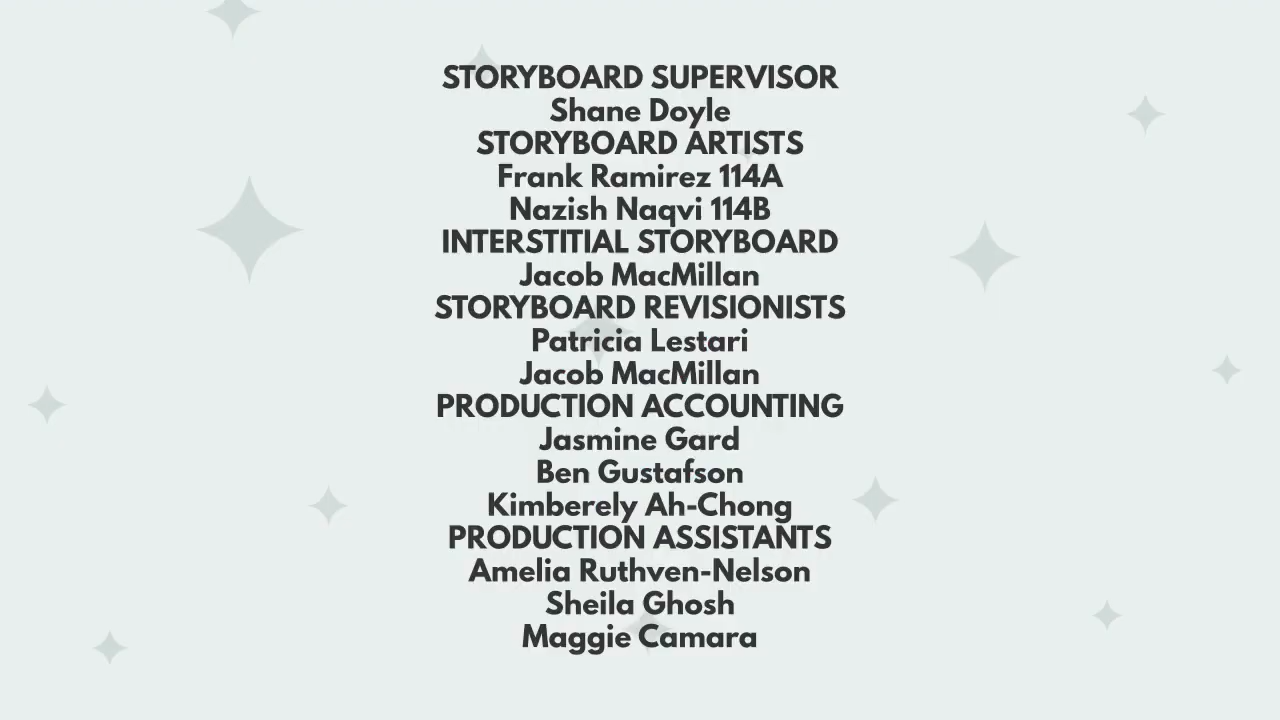 STORYBOARD SUPERVISOR
Shane Doyle
STORYBOARD ARTISTS
Frank Ramirez 114A
Nazish Naqvi 114B
INTERSTITIAL STORYBOARD
Jacob MacMillan
STORYBOARD REVISIONISTS
Patricia Lestari
Jacob MacMillan
PRODUCTION ACCOUNTING
Jasmine Gard
Ben Gustafson
Kimberely Ah-Chong
PRODUCTION ASSISTANTS
Amelia Ruthven-Nelson
Sheila Ghosh
Maggie Camara